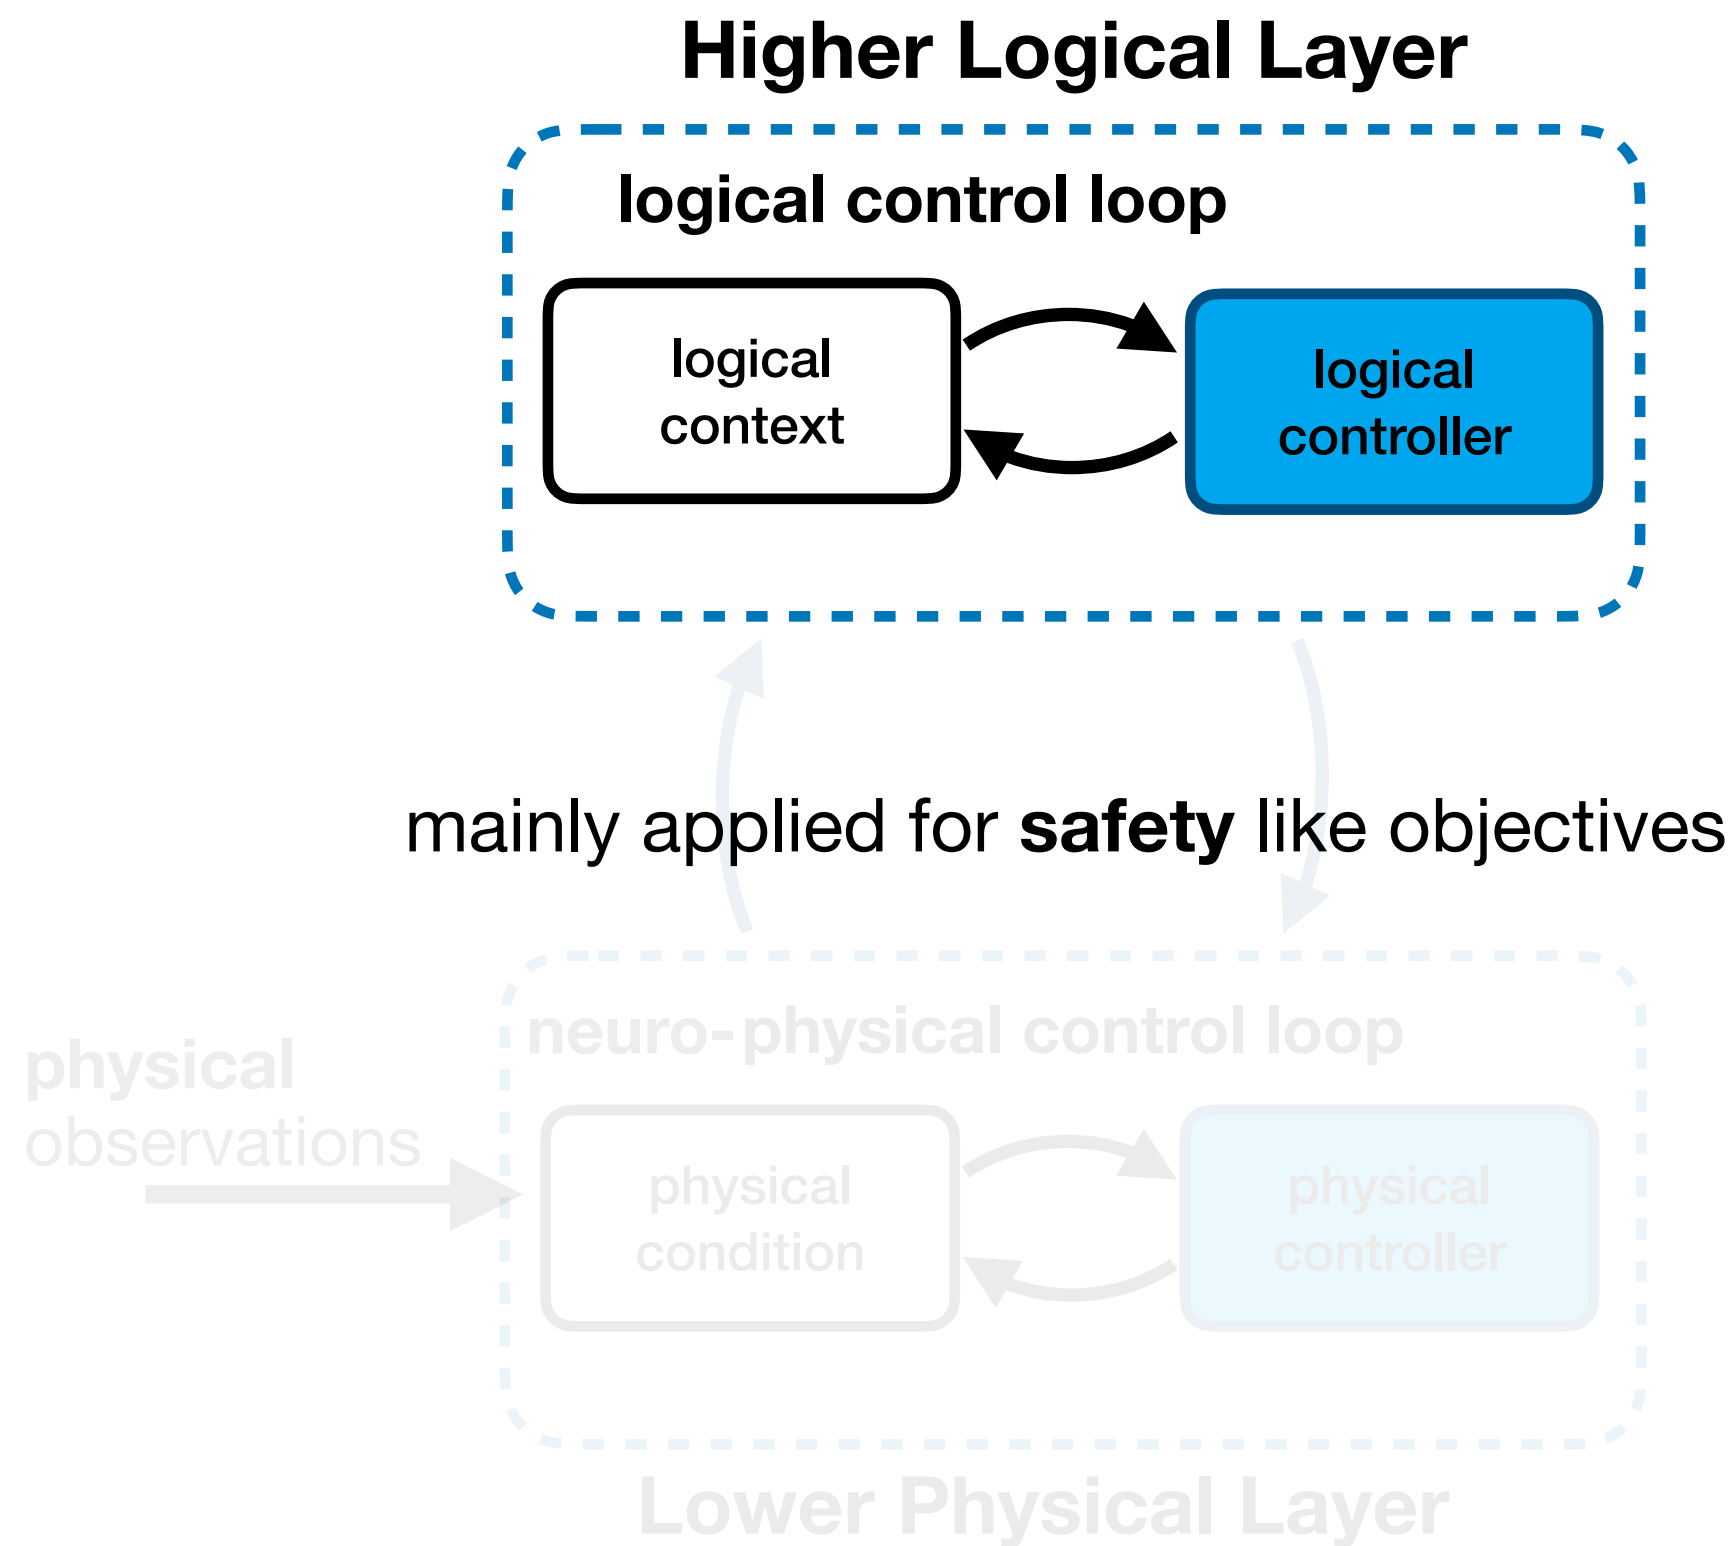 Higher Logical Layer
logical control loop
logical
context
logical
controller
mainly applied for safety like objectives
neuro-physical control loop
physical
observations
physical
condition
physical
controller
Lower Physical Layer